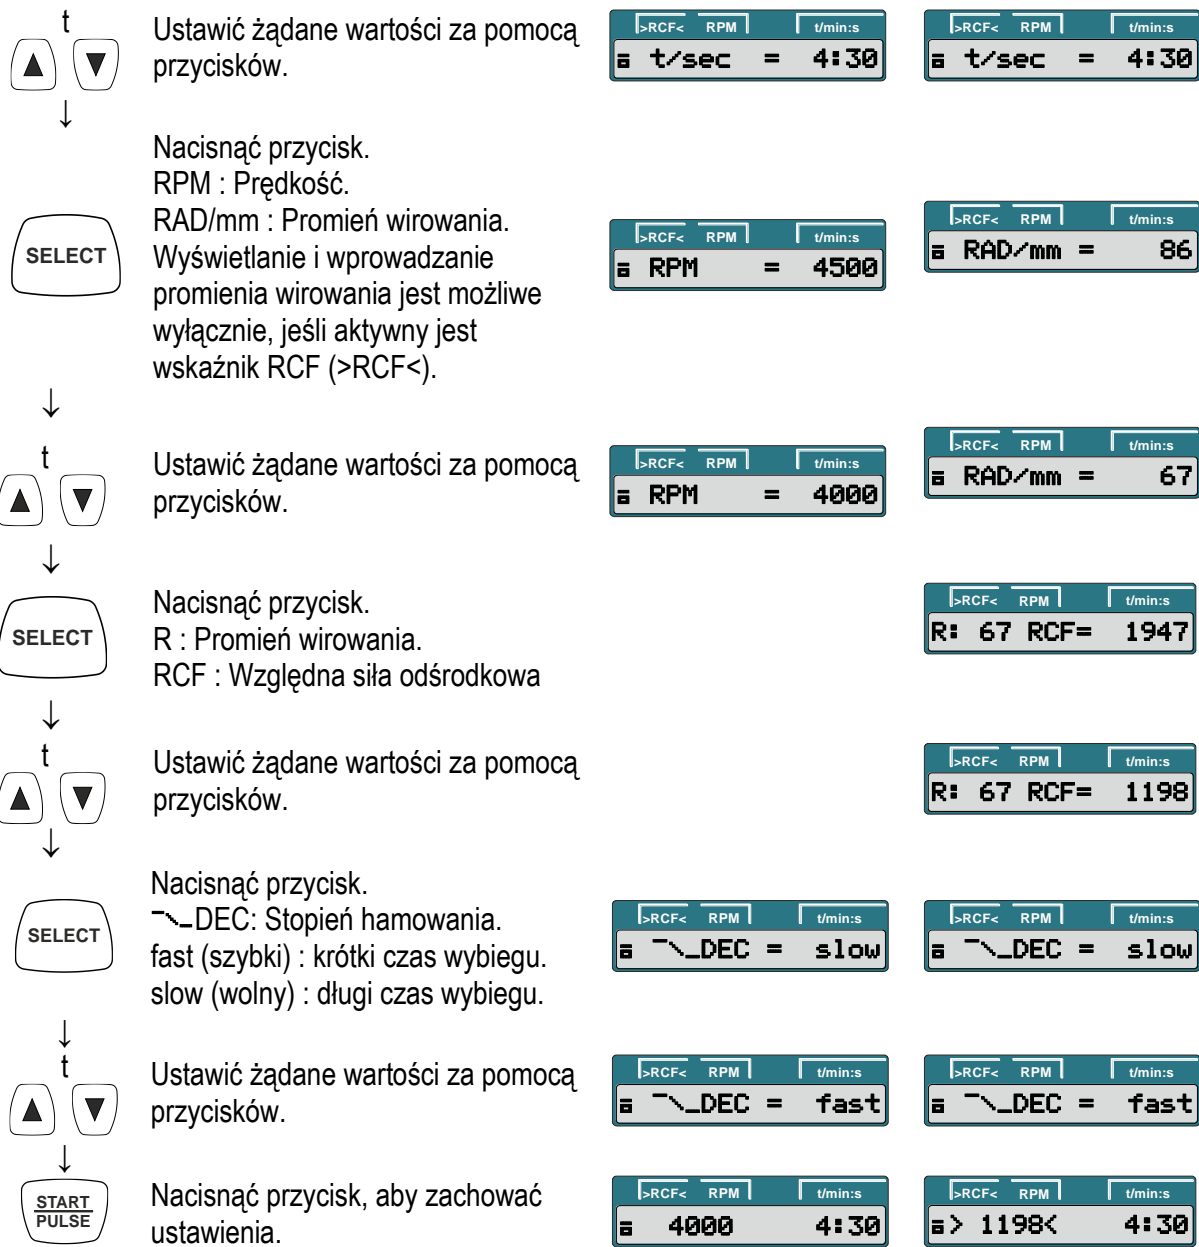 t
Ustawić żądane wartości za pomocą
przycisków.
>RCF< RPM t/min:s
t/sec = 4:30
>RCF< RPM t/min:s
t/sec = 4:30
↓
SELECT
Nacisnąć przycisk.
RPM : Prędkość.
RAD/mm : Promień wirowania.
Wyświetlanie i wprowadzanie
promienia wirowania jest możliwe
wyłącznie, jeśli aktywny jest
wskaźnik RCF (>RCF<).
>RCF< RPM t/min:s
RPM = 4500
>RCF< RPM t/min:s
RAD/mm = 86
↓
t
Ustawić żądane wartości za pomocą
przycisków.
>RCF< RPM t/min:s
RPM = 4000
>RCF< RPM t/min:s
RAD/mm = 67
↓
SELECT
Nacisnąć przycisk.
R : Promień wirowania.
RCF : Względna siła odśrodkowa
>RCF< RPM t/min:s
R: 67 RCF= 1947
↓
t
Ustawić żądane wartości za pomocą
przycisków.
>RCF< RPM t/min:s
R: 67 RCF= 1198
↓
SELECT
Nacisnąć przycisk.
DEC: Stopień hamowania.
fast (szybki) : krótki czas wybiegu.
slow (wolny) : długi czas wybiegu.
>RCF< RPM t/min:s
DEC = slow
>RCF< RPM t/min:s
DEC = slow
↓
t
Ustawić żądane wartości za pomocą
przycisków.
>RCF< RPM t/min:s
DEC = fast
>RCF< RPM t/min:s
DEC = fast
↓
START
PULSE
Nacisnąć przycisk, aby zachować
ustawienia.
>RCF< RPM t/min:s
4000 4:30
>RCF< RPM t/min:s
> 1198< 4:30